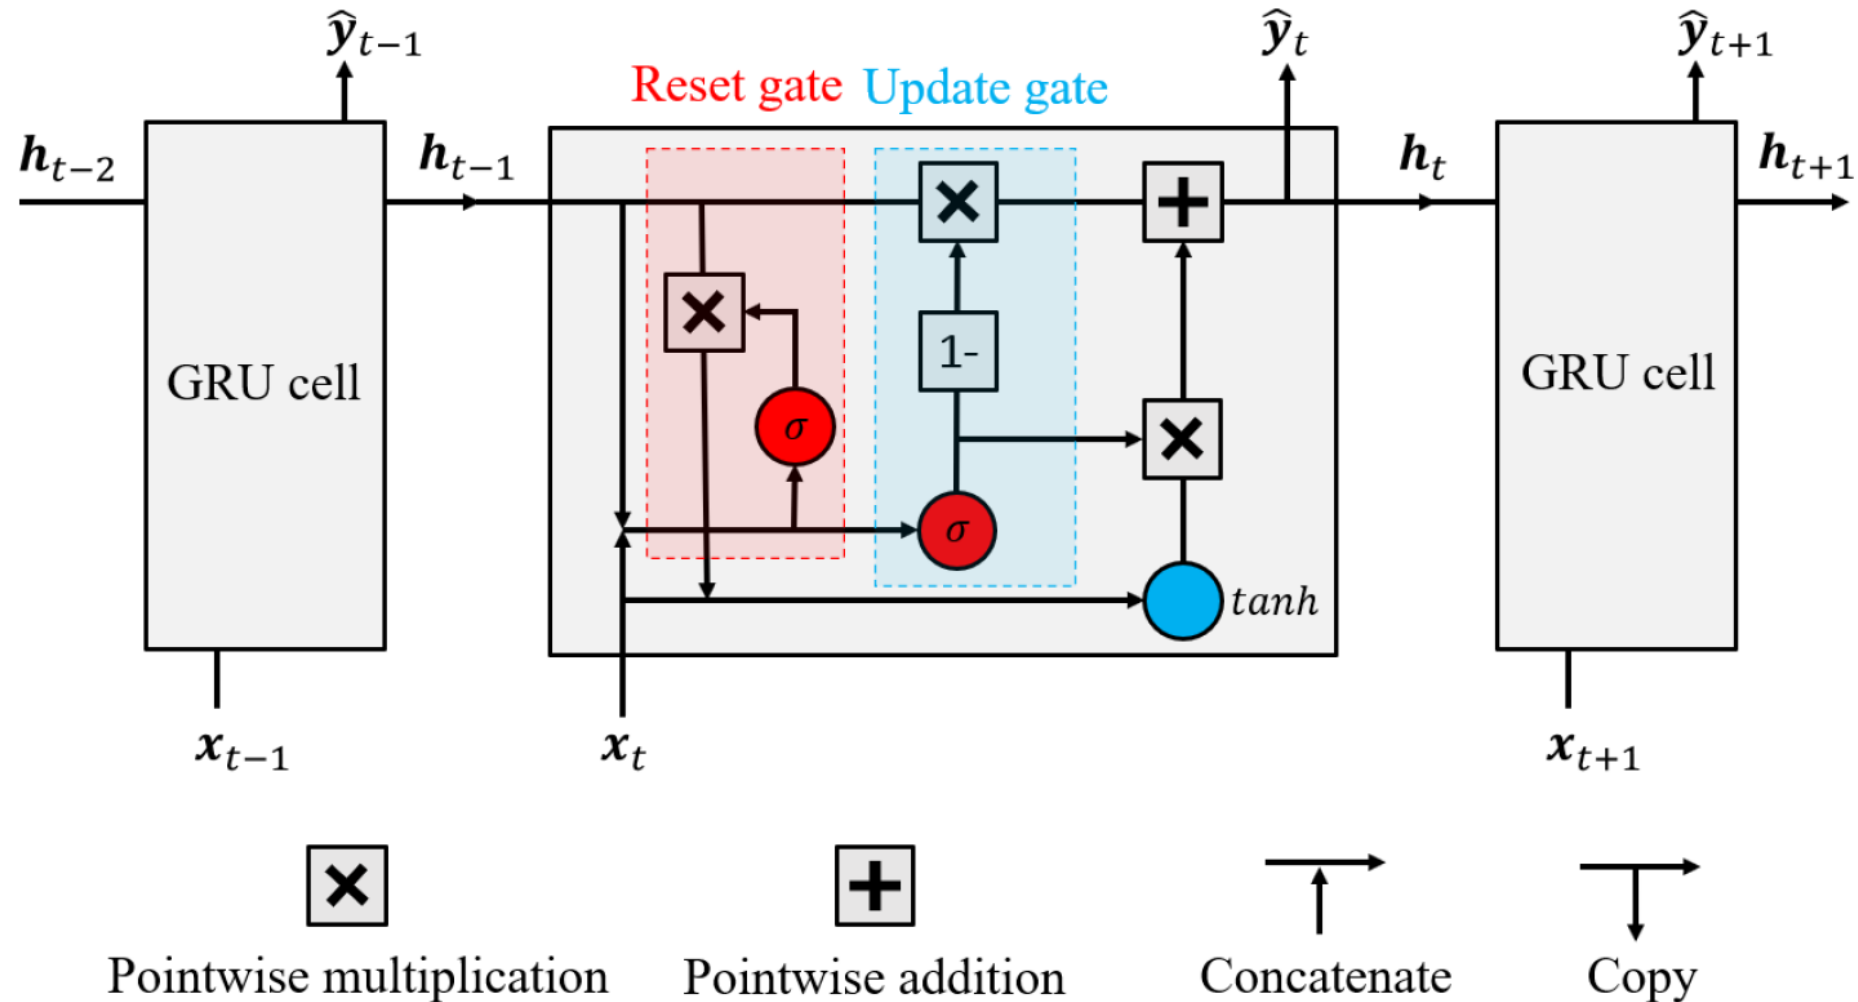 ŷt−1
ŷt
ŷt+1
Reset gate
Update gate
ht−2
ht−1
ht
ht+1
1-
GRU cell
GRU cell
σ
σ
tanh
xt−1
xt
xt+1
Pointwise multiplication
Pointwise addition
Concatenate
Copy